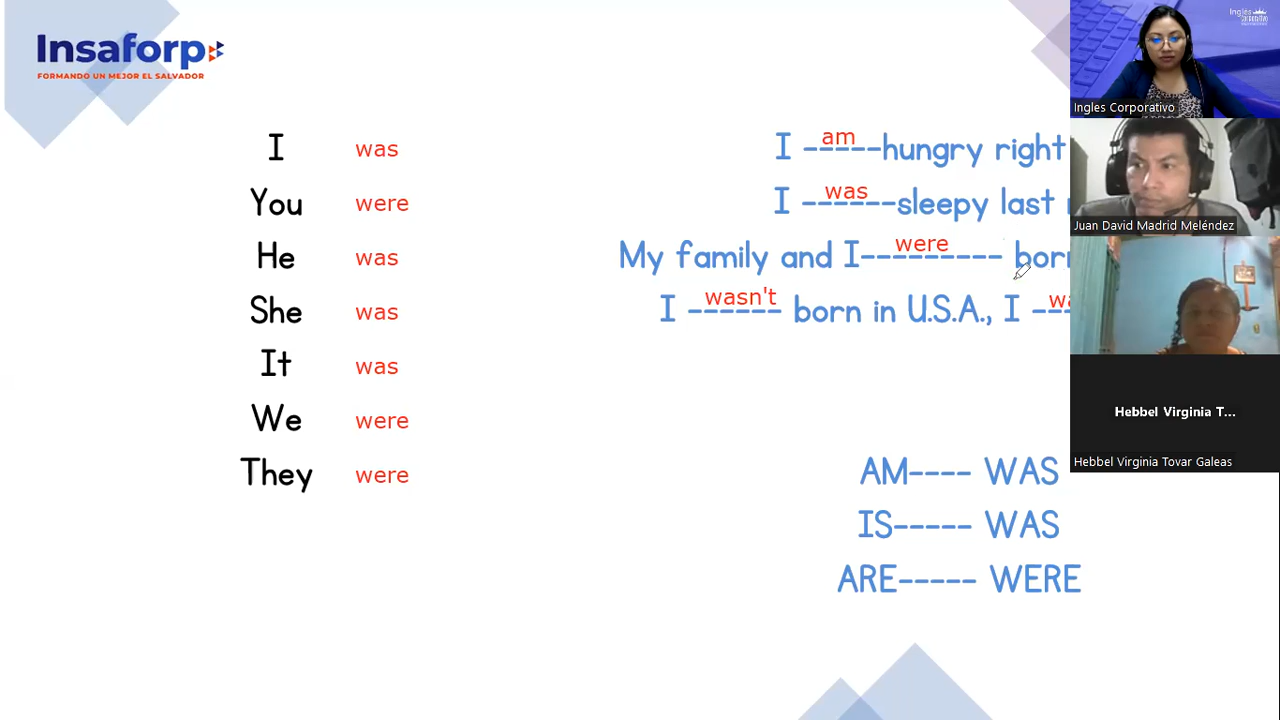 Insaforp
FORMANDO UN MEJOR EL SALVADOR
I was
You were
He was
She was
It was
We were
They were
I -----hungry right
am
I ------sleepy last
was
My family and I--------- born
were
I ------ born in U.S.A., I --
wasn't
AM---- WAS
IS----- WAS
ARE----- WERE
Ingles Corporativo
Juan David Madrid Meléndez
Hebbel Virginia T...
Hebbel Virginia Tovar Galeas